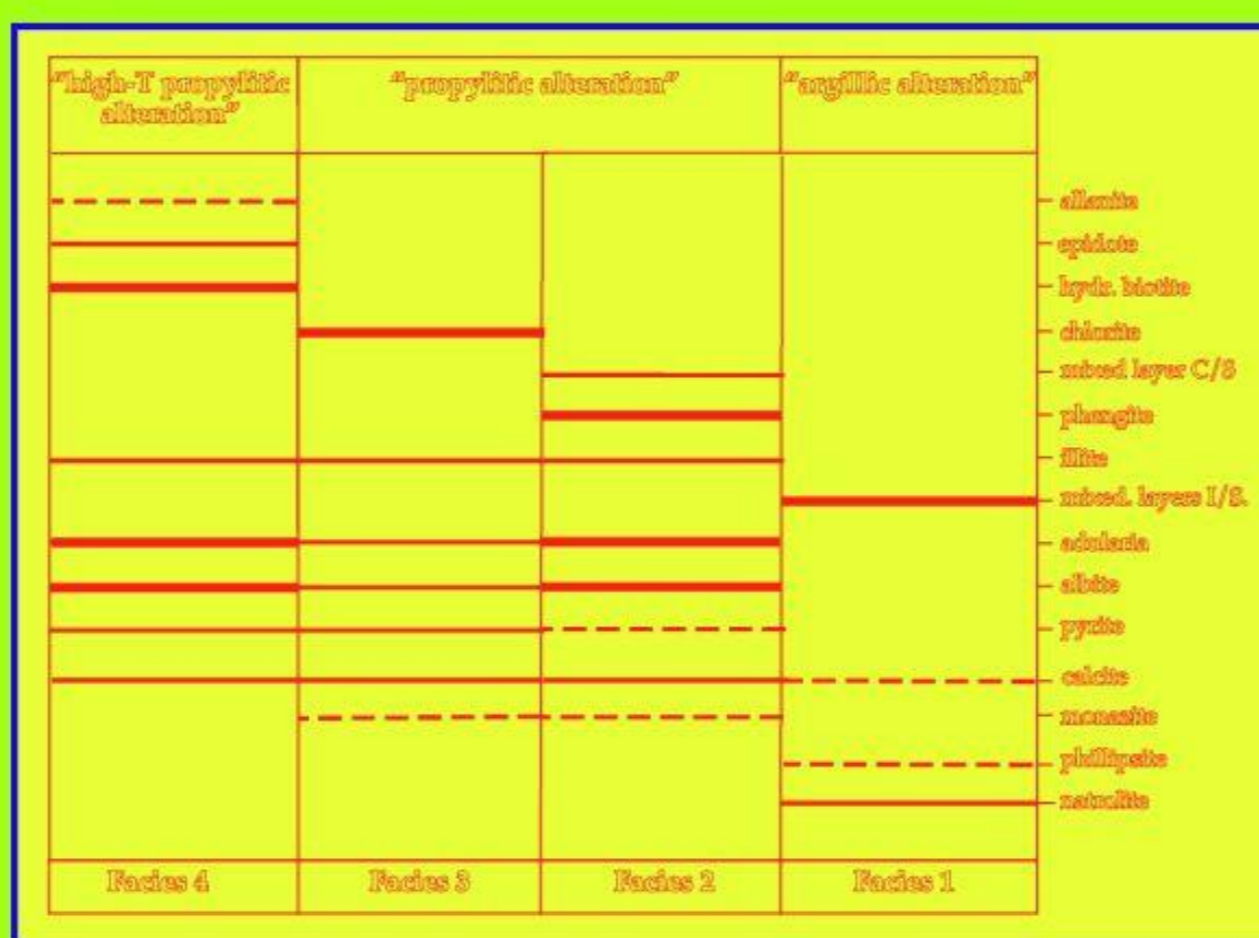 "high-T propylitic
alteration"
"propylitic alteration"
"argillic alteration"
allanite
epidote
hydr. biotite
chlorite
mixed layer C/S
phengite
illite
mixed. layers I/S.
adularia
albite
pyrite
calcite
monazite
phillipsite
natrolite
Facies 4
Facies 3
Facies 2
Facies 1